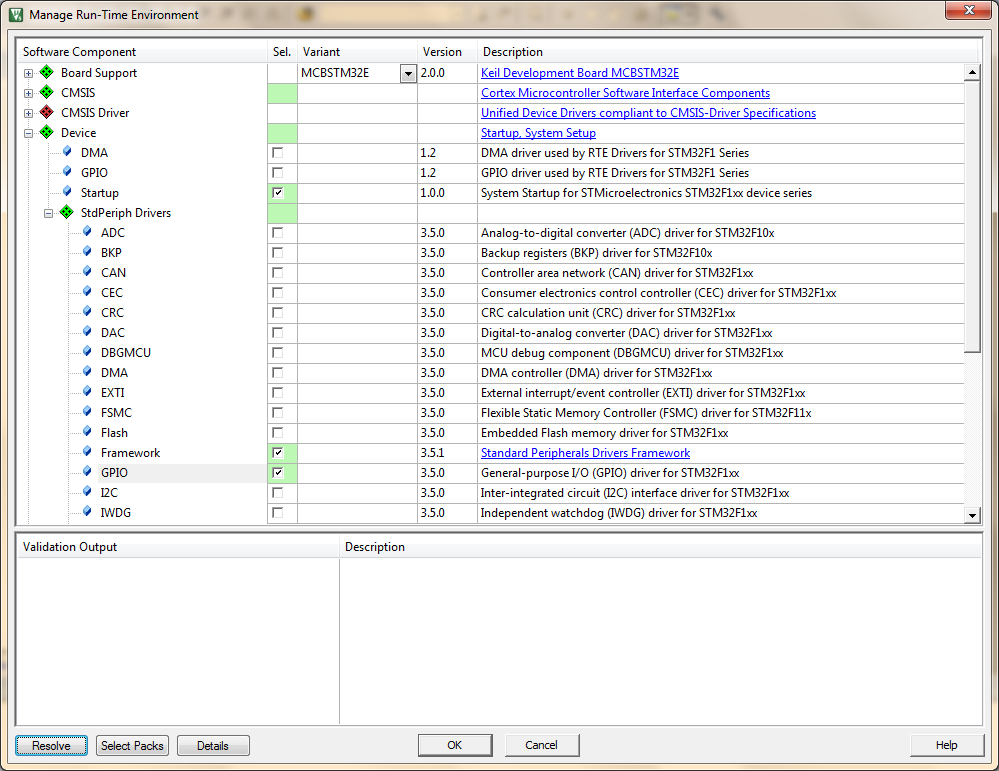 Manage Run-Time Environment
Software Component Sel. Variant Version Description
Board Support MCBSTM32E 2.0.0 Keil Development Board MCBSTM32E
CMSIS Cortex Microcontroller Software Interface Components
CMSIS Driver Unified Device Drivers compliant to CMSIS-Driver Specifications
Device Startup, System Setup
DMA 1.2 DMA driver used by RTE Drivers for STM32F1 Series
GPIO 1.2 GPIO driver used by RTE Drivers for STM32F1 Series
Startup 1.0.0 System Startup for STMicroelectronics STM32F1xx device series
StdPeriph Drivers
ADC 3.5.0 Analog-to-digital converter (ADC) driver for STM32F10x
BKP 3.5.0 Backup registers (BKP) driver for STM32F10x
CAN 3.5.0 Controller area network (CAN) driver for STM32F1xx
CEC 3.5.0 Consumer electronics control controller (CEC) driver for STM32F1xx
CRC 3.5.0 CRC calculation unit (CRC) driver for STM32F1xx
DAC 3.5.0 Digital-to-analog converter (DAC) driver for STM32F1xx
DBGMCU 3.5.0 MCU debug component (DBGMCU) driver for STM32F1xx
DMA 3.5.0 DMA controller (DMA) driver for STM32F1xx
EXTI 3.5.0 External interrupt/event controller (EXTI) driver for STM32F1xx
FSMC 3.5.0 Flexible Static Memory Controller (FSMC) driver for STM32F11x
Flash 3.5.0 Embedded Flash memory driver for STM32F1xx
Framework 3.5.1 Standard Peripherals Drivers Framework
GPIO 3.5.0 General-purpose I/O (GPIO) driver for STM32F1xx
I2C 3.5.0 Inter-integrated circuit (I2C) interface driver for STM32F1xx
IWDG 3.5.0 Independent watchdog (IWDG) driver for STM32F1xx
Validation Output Description
Resolve Select Packs Details OK Cancel Help